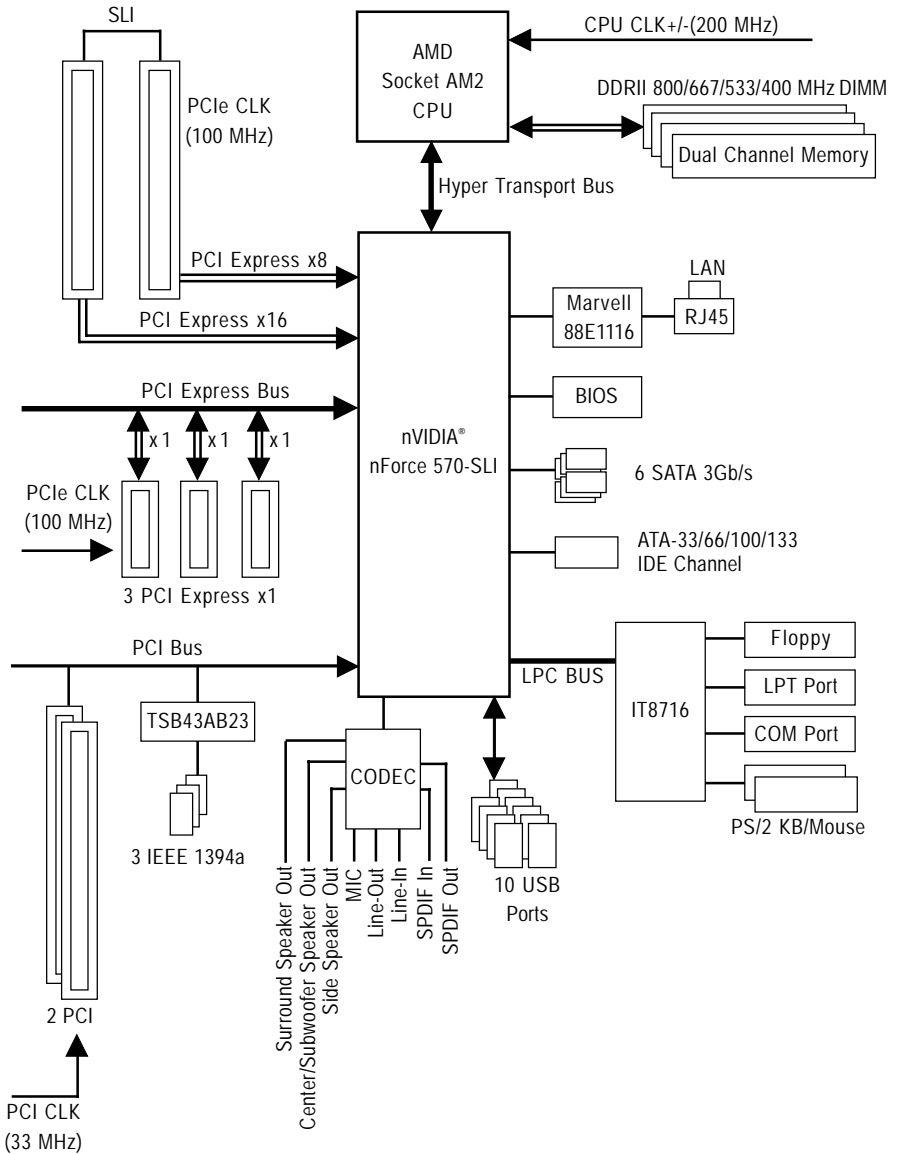 SLI
CPU CLK+/-(200 MHz)
AMD
Socket AM2
CPU
DDRII 800/667/533/400 MHz DIMM
PCIe CLK
(100 MHz)
Dual Channel Memory
Hyper Transport Bus
PCI Express x8
LAN
Marvell
88E1116
RJ45
PCI Express x16
PCI Express Bus
BIOS
x1
x1
x1
nVIDIA®
nForce 570-SLI
6 SATA 3Gb/s
PCIe CLK
(100 MHz)
ATA-33/66/100/133
IDE Channel
3 PCI Express x1
PCI Bus
LPC BUS
IT8716
Floppy
LPT Port
COM Port
PS/2 KB/Mouse
TSB43AB23
CODEC
3 IEEE 1394a
Surround Speaker Out
Center/Subwoofer Speaker Out
Side Speaker Out
MIC
Line-Out
Line-In
SPDIF In
SPDIF Out
10 USB
Ports
2 PCI
PCI CLK
(33 MHz)